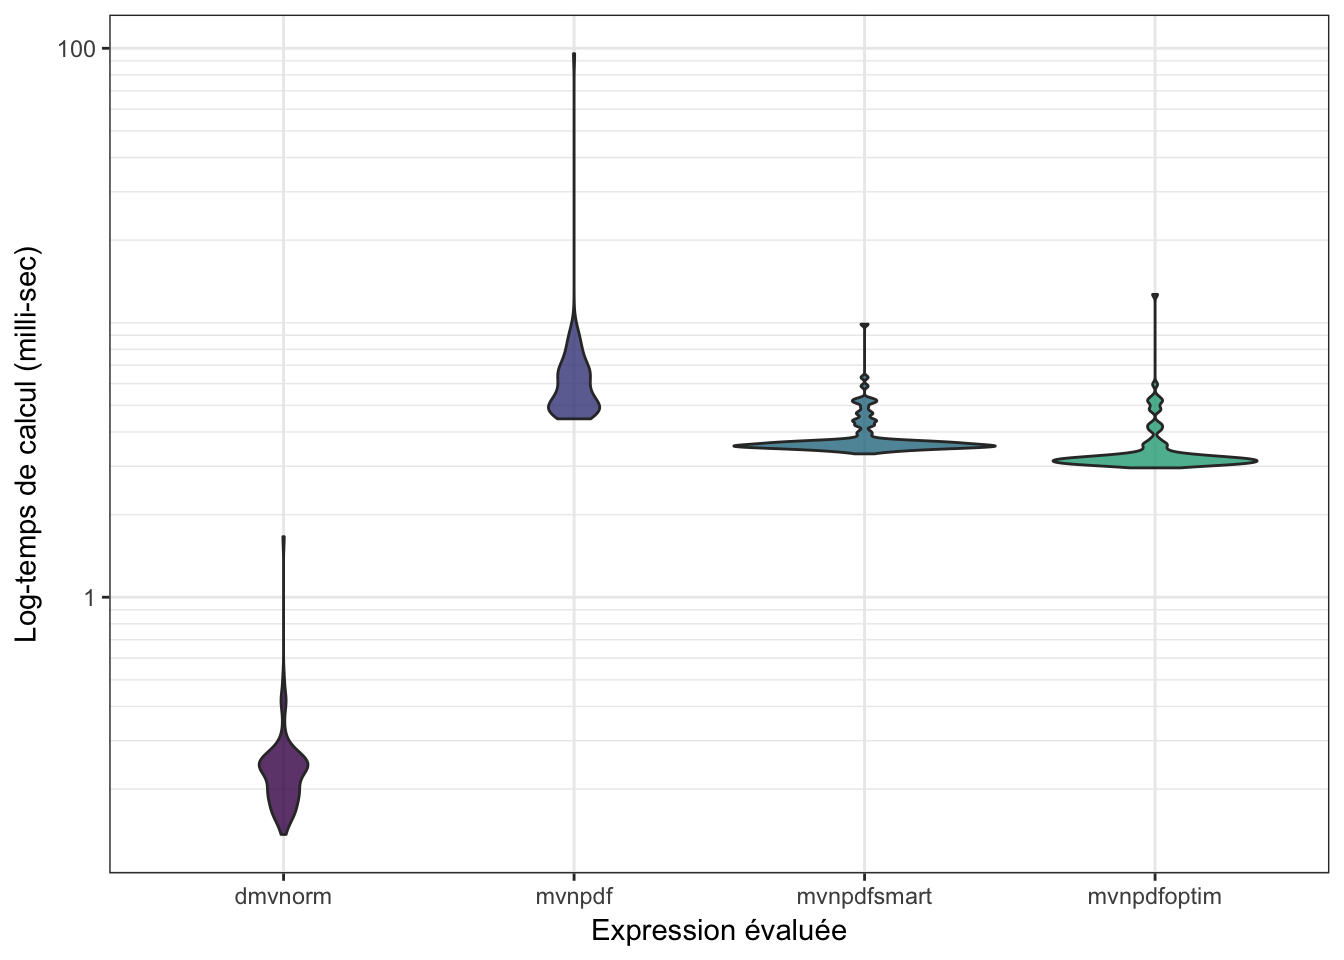 Log-temps de calcul (milli-sec)
100
1
dmvnorm
mvnpdf
mvnpdfsmart
mvnpdfoptim
Expression évaluée